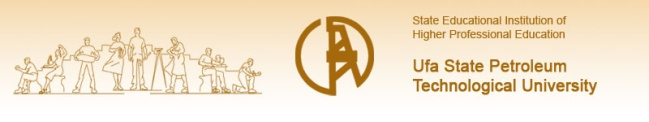 State Educational Institution of
Higher Professional Education
Ufa State Petroleum
Technological University